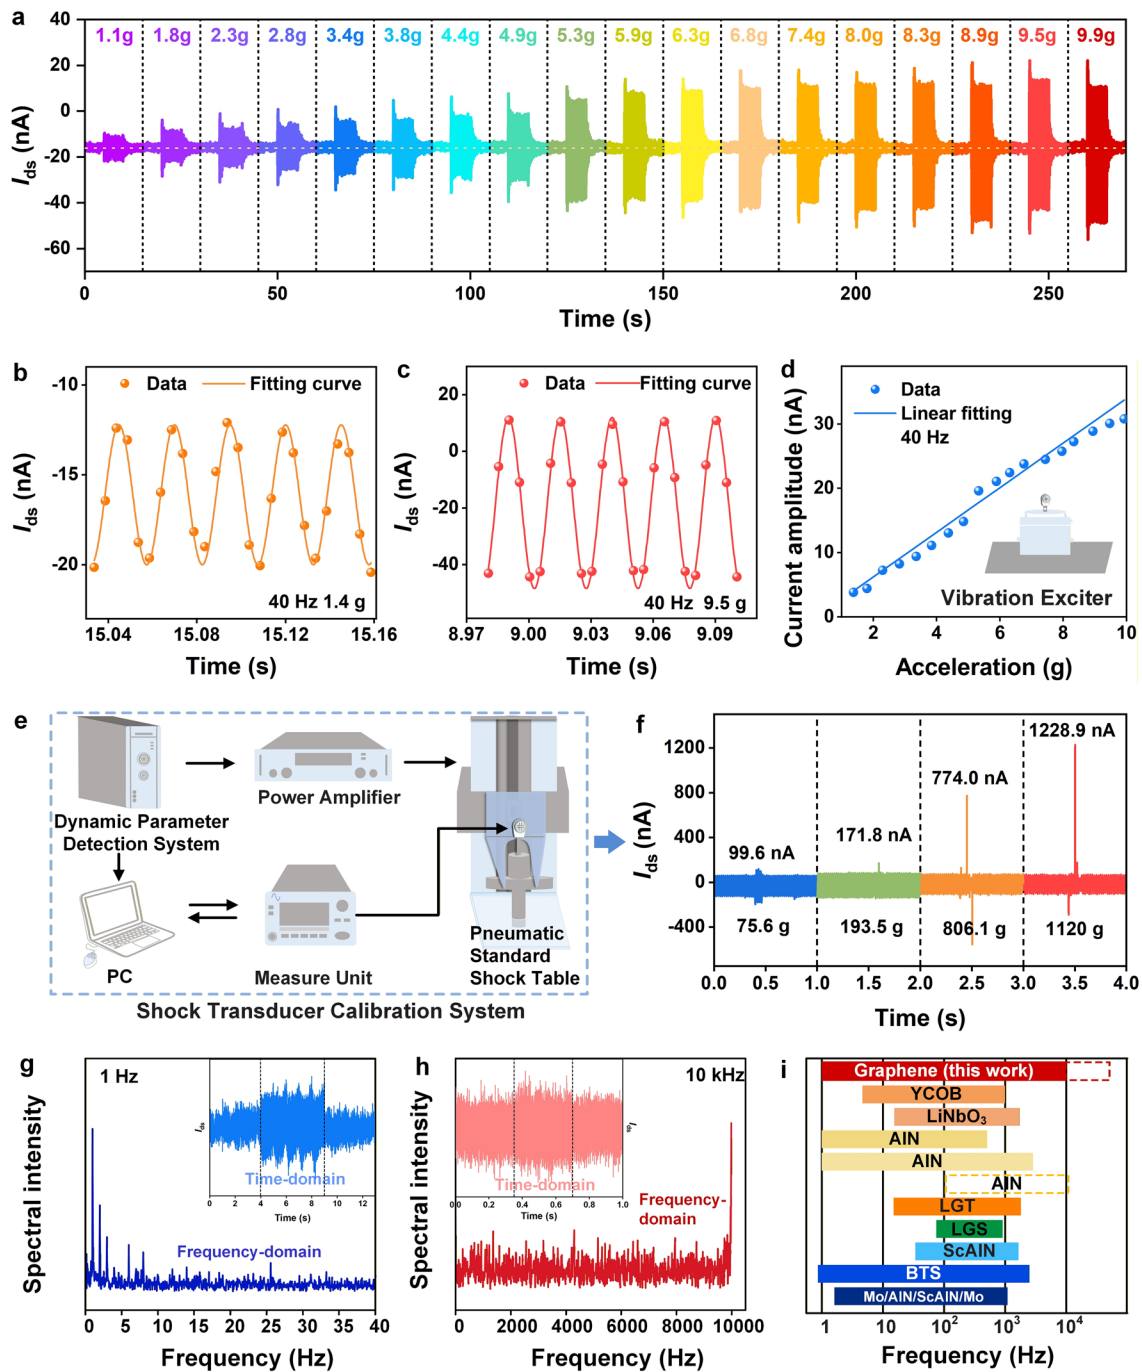 a
40
20
0
-20
-40
-60
I_ds (nA)
1.1g 1.8g 2.3g 2.8g 3.4g 3.8g 4.4g 4.9g 5.3g 5.9g 6.3g 6.8g 7.4g 8.0g 8.3g 8.9g 9.5g 9.9g
0 50 100 150 200 250
Time (s)
b
-10
-15
-20
I_ds (nA)
Data Fitting curve
40 Hz 1.4 g
15.04 15.08 15.12 15.16
Time (s)
c
20
0
-20
-40
I_ds (nA)
Data Fitting curve
40 Hz 9.5 g
8.97 9.00 9.03 9.06 9.09
Time (s)
d
30
20
10
0
Current amplitude (nA)
Data
Linear fitting
40 Hz
Vibration Exciter
2 4 6 8 10
Acceleration (g)
e
Power Amplifier
Dynamic Parameter
Detection System
PC
Measure Unit
Pneumatic
Standard
Shock Table
Shock Transducer Calibration System
f
1200
800
400
0
-400
I_ds (nA)
99.6 nA
171.8 nA
774.0 nA
1228.9 nA
75.6 g 193.5 g 806.1 g 1120 g
0.0 0.5 1.0 1.5 2.0 2.5 3.0 3.5 4.0
Time (s)
g
Spectral intensity
1 Hz
I_ds
Time-domain
0 2 4 6 8 10 12
Time (s)
Frequency-domain
0 5 10 15 20 25 30 35 40
Frequency (Hz)
h
Spectral intensity
10 kHz
I_ds
Time-domain
0.0 0.2 0.4 0.6 0.8 1.0
Time (s)
Frequency-
domain
0 2000 4000 6000 8000 10000
Frequency (Hz)
i
Graphene (this work)
YCOB
LiNbO₃
AlN
AlN
AlN
LGT
LGS
ScAlN
BTS
Mo/AlN/ScAlN/Mo
1 10 10² 10³ 10⁴
Frequency (Hz)